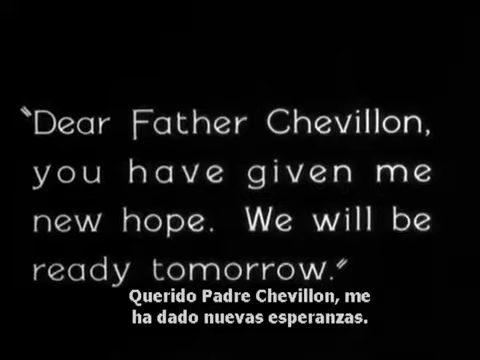 "Dear Father Chevillon,
you have given me
new hope. We will be
ready tomorrow."
Querido Padre Chevillon, me
ha dado nuevas esperanzas.